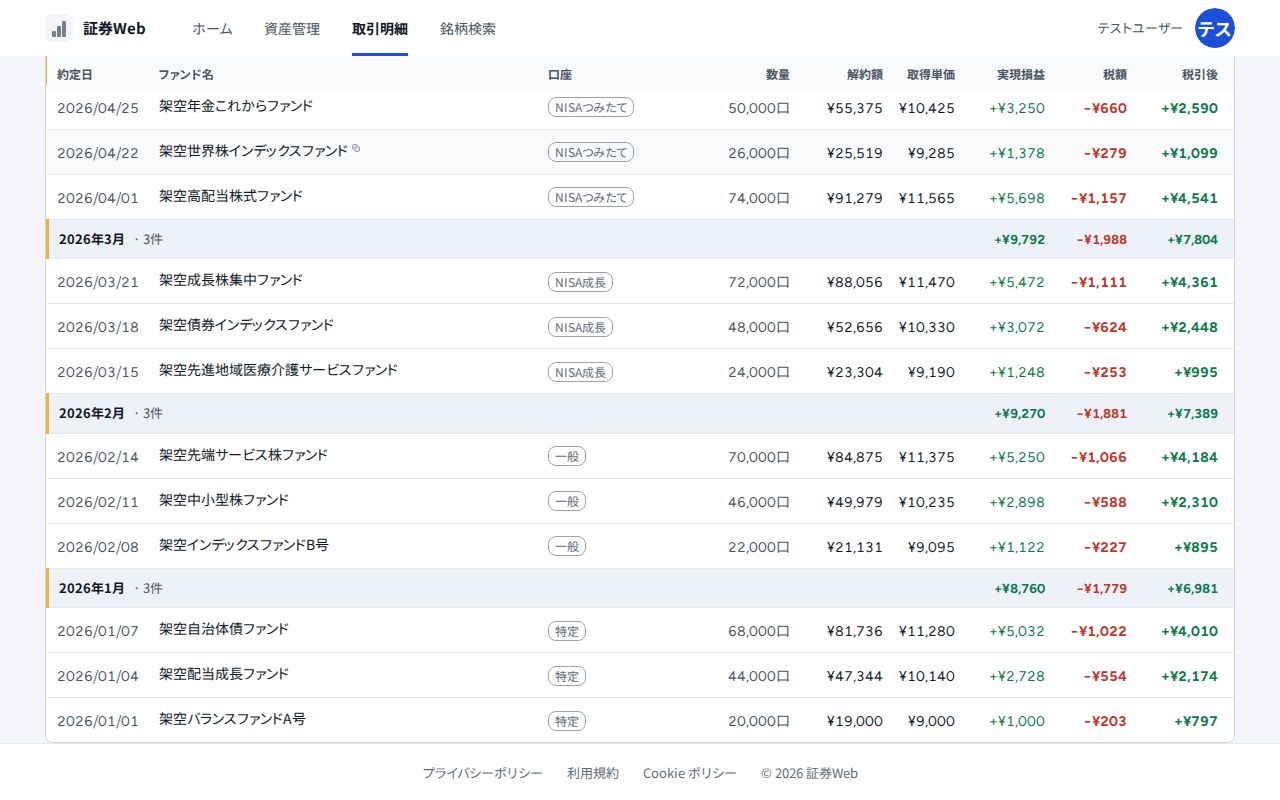 証券Web ホーム 資産管理 取引明細 銘柄検索 テストユーザー テス
約定日 ファンド名 口座 数量 解約額 取得単価 実現損益 税額 税引後
2026/04/25 架空年金これからファンド NISAつみたて 50,000口 ¥55,375 ¥10,425 +¥3,250 -¥660 +¥2,590
2026/04/22 架空世界株インデックスファンド NISAつみたて 26,000口 ¥25,519 ¥9,285 +¥1,378 -¥279 +¥1,099
2026/04/01 架空高配当株式ファンド NISAつみたて 74,000口 ¥91,279 ¥11,565 +¥5,698 -¥1,157 +¥4,541
2026年3月 · 3件 +¥9,792 -¥1,988 +¥7,804
2026/03/21 架空成長株集中ファンド NISA成長 72,000口 ¥88,056 ¥11,470 +¥5,472 -¥1,111 +¥4,361
2026/03/18 架空債券インデックスファンド NISA成長 48,000口 ¥52,656 ¥10,330 +¥3,072 -¥624 +¥2,448
2026/03/15 架空先進地域医療介護サービスファンド NISA成長 24,000口 ¥23,304 ¥9,190 +¥1,248 -¥253 +¥995
2026年2月 · 3件 +¥9,270 -¥1,881 +¥7,389
2026/02/14 架空先端サービス株ファンド 一般 70,000口 ¥84,875 ¥11,375 +¥5,250 -¥1,066 +¥4,184
2026/02/11 架空中小型株ファンド 一般 46,000口 ¥49,979 ¥10,235 +¥2,898 -¥588 +¥2,310
2026/02/08 架空インデックスファンドB号 一般 22,000口 ¥21,131 ¥9,095 +¥1,122 -¥227 +¥895
2026年1月 · 3件 +¥8,760 -¥1,779 +¥6,981
2026/01/07 架空自治体債ファンド 特定 68,000口 ¥81,736 ¥11,280 +¥5,032 -¥1,022 +¥4,010
2026/01/04 架空配当成長ファンド 特定 44,000口 ¥47,344 ¥10,140 +¥2,728 -¥554 +¥2,174
2026/01/01 架空バランスファンドA号 特定 20,000口 ¥19,000 ¥9,000 +¥1,000 -¥203 +¥797
プライバシーポリシー 利用規約 Cookie ポリシー © 2026 証券Web